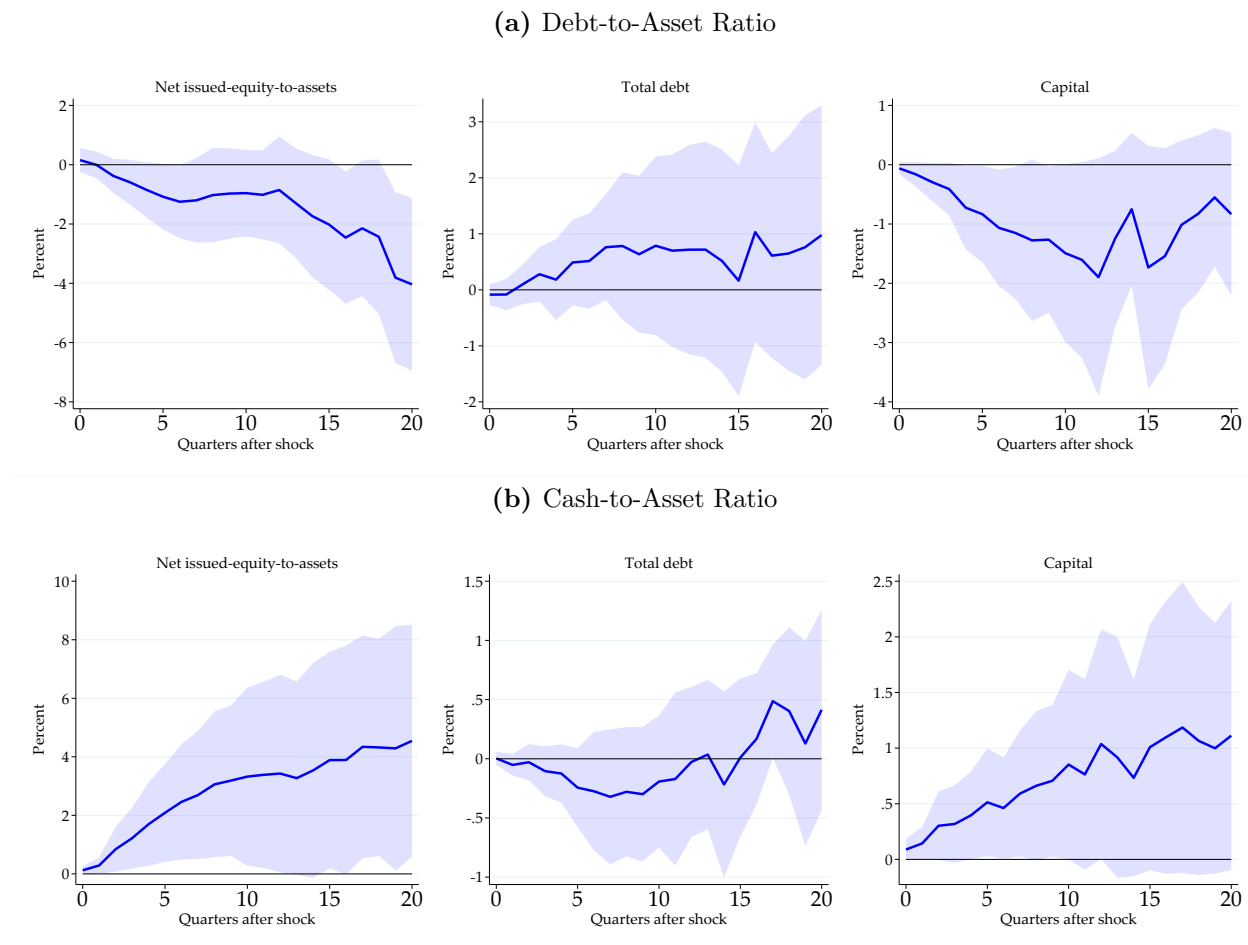 (a) Debt-to-Asset Ratio
Net issued-equity-to-assets
Total debt
Capital
Percent
2
0
-2
-4
-6
-8
0 5 10 15 20
Quarters after shock
Percent
3
2
1
0
-1
-2
0 5 10 15 20
Quarters after shock
Percent
1
0
-1
-2
-3
-4
0 5 10 15 20
Quarters after shock
(b) Cash-to-Asset Ratio
Net issued-equity-to-assets
Total debt
Capital
Percent
10
8
6
4
2
0
0 5 10 15 20
Quarters after shock
Percent
1.5
1
.5
0
-.5
-1
0 5 10 15 20
Quarters after shock
Percent
2.5
2
1.5
1
.5
0
0 5 10 15 20
Quarters after shock